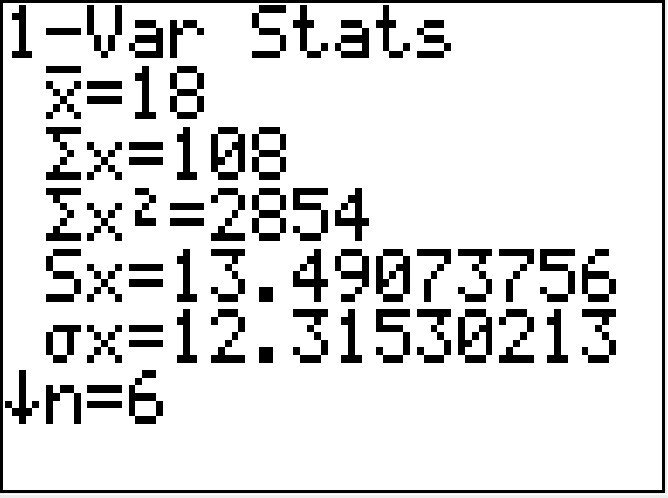 1-Var Stats
x̄=18
Σx=108
Σx²=2854
Sx=13.49073756
σx=12.31530213
↓n=6